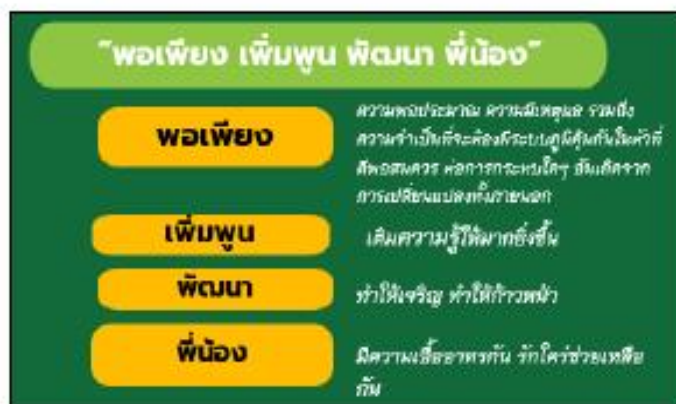 "พอเพียง เพิ่มพูน พัฒนา พี่น้อง"
พอเพียง
ความพอประมาณ ความมีเหตุผล รวมถึง
ความจำเป็นที่จะต้องมีระบบภูมิคุ้มกันในตัวที่
ดีพอสมควร ต่อการกระทบใดๆ อันเกิดจาก
การเปลี่ยนแปลงทั้งภายนอก
เพิ่มพูน
เติมความรู้ให้มากยิ่งขึ้น
พัฒนา
ทำให้เจริญ ทำให้ก้าวหน้า
พี่น้อง
มีความเอื้ออาทรกัน รักใคร่ช่วยเหลือ
กัน